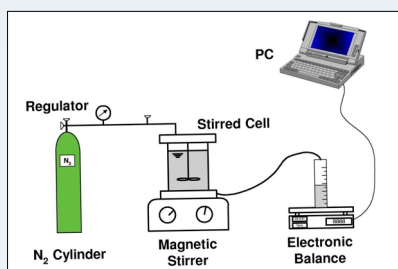 PC
Regulator
Stirred Cell
N₂
N₂ Cylinder
Magnetic
Stirrer
Electronic
Balance